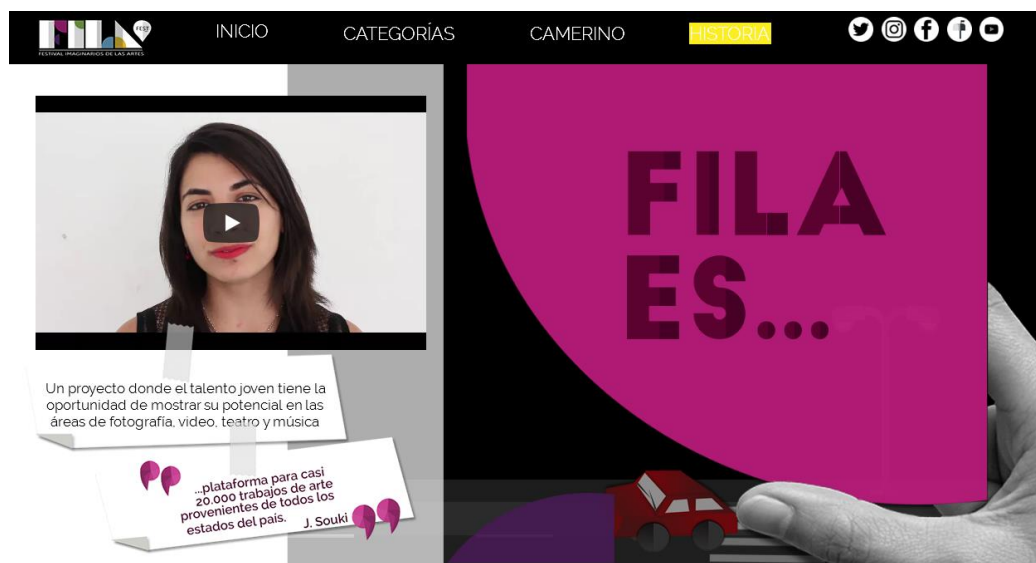 FILA FEST
FESTIVAL IMAGINARIOS DE LAS ARTES
INICIO
CATEGORÍAS
CAMERINO
HISTORIA
FILA
ES...
Un proyecto donde el talento joven tiene la
oportunidad de mostrar su potencial en las
áreas de fotografía, video, teatro y música
...plataforma para casi
20.000 trabajos de arte
provenientes de todos los
estados del pais.
J. Souki